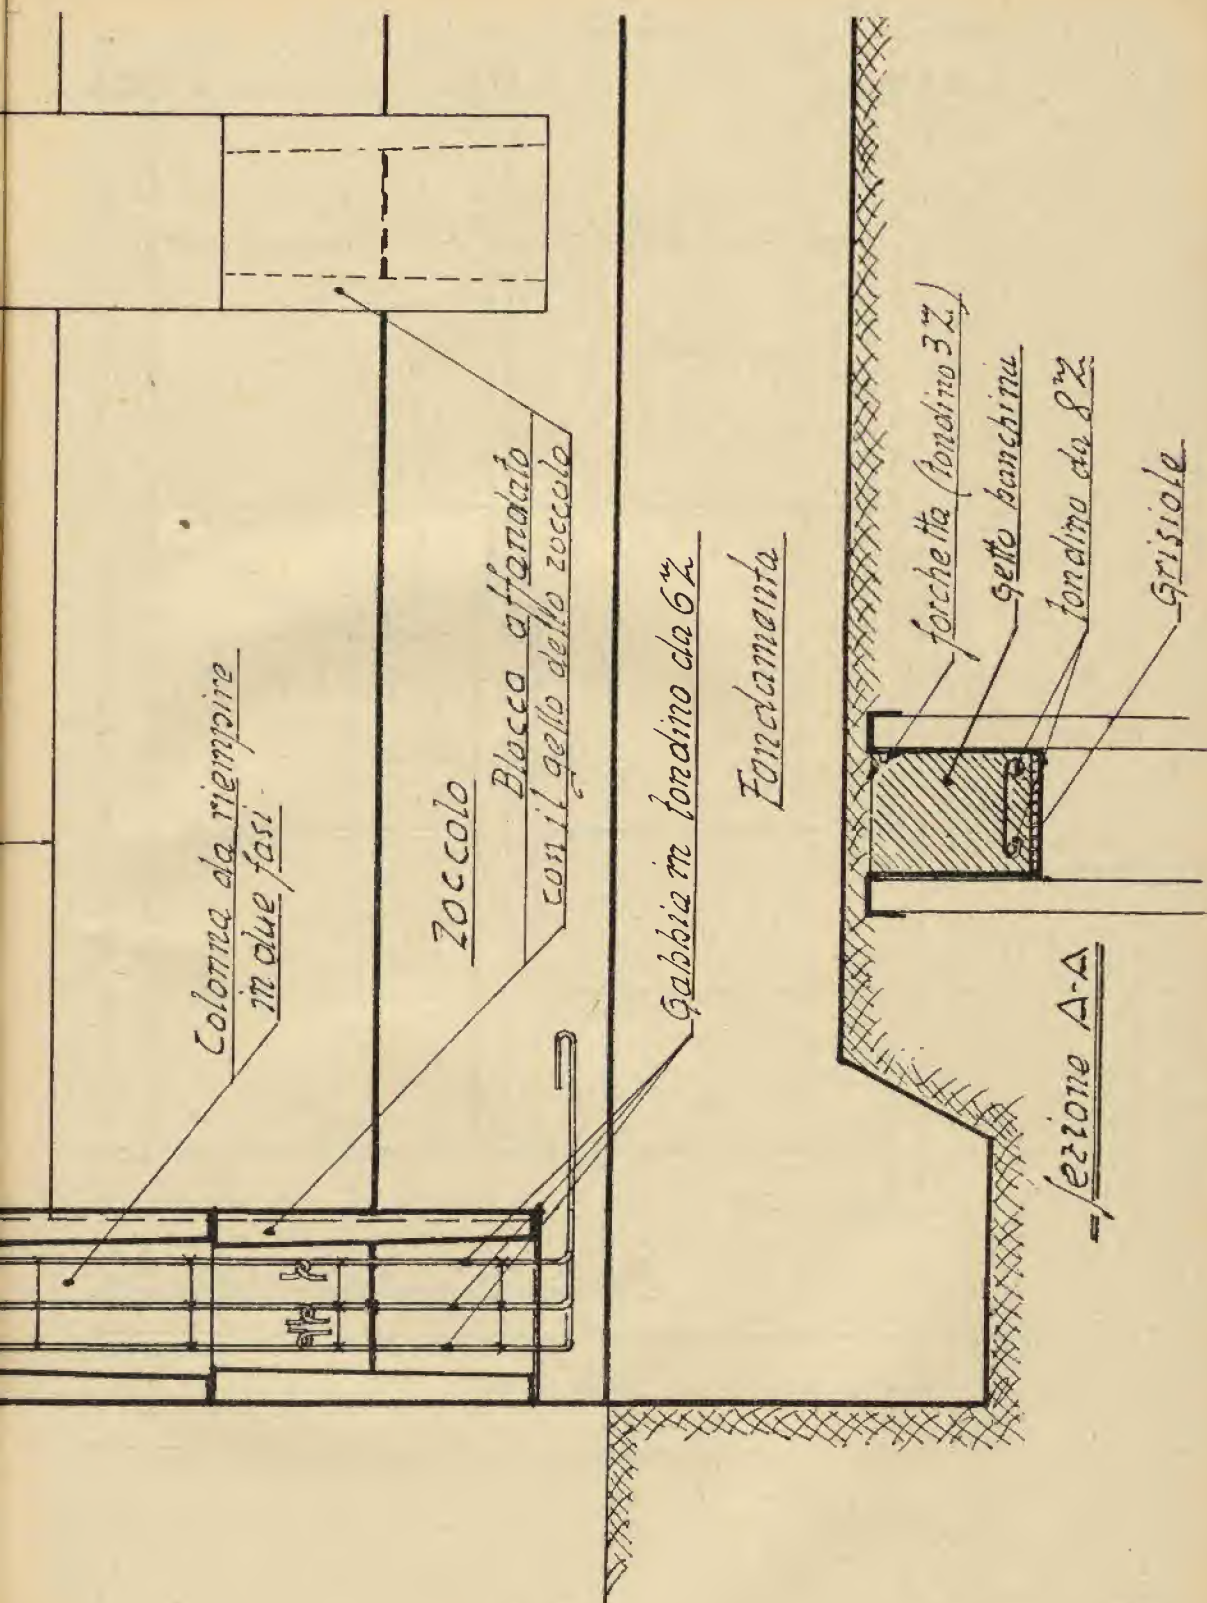 Colonna da riempire
in due fasi
Zoccolo
Blocco affondato
con il getto dello zoccolo
Gabbia in tondino da 6 m/m
Fondamenta
forchetta (tondino 3 m/m)
getto banchina
tondino da 8 m/m
Grisiole
Sezione A-A